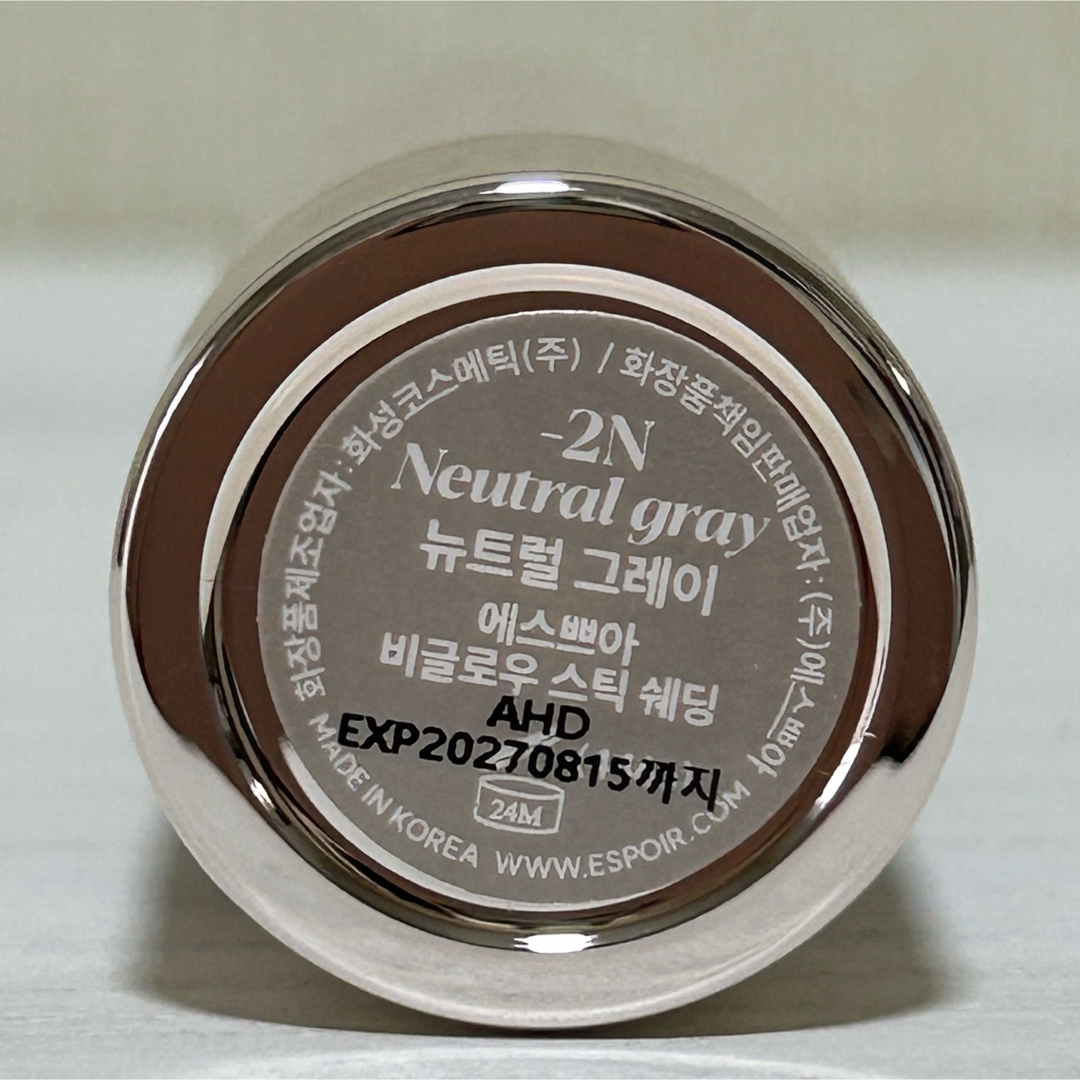 화장품제조업자:화성코스메틱(주) / 화장품책임판매업자:(주)에스쁘아
-2N
Neutral gray
뉴트럴 그레이
에스쁘아
비글로우 스틱 쉐딩
AHD
EXP20270815까지
24M
MADE IN KOREA WWW.ESPOIR.COM